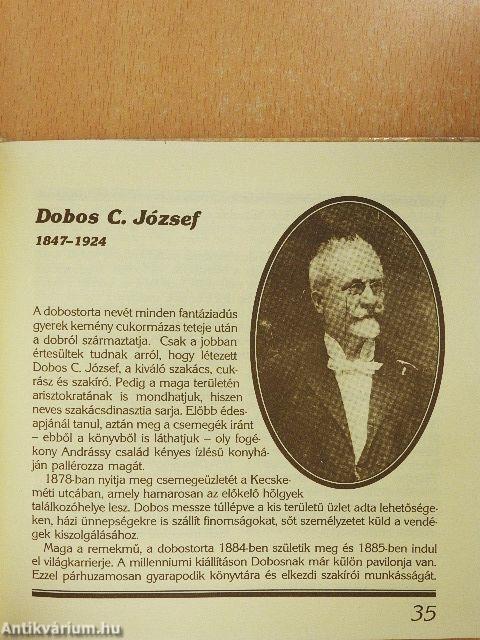 Dobos C. József
1847–1924
A dobostorta nevét minden fantáziadús
gyerek kemény cukormázas teteje után
a dobról származtatja. Csak a jobban
értesültek tudnak arról, hogy létezett
Dobos C. József, a kiváló szakács, cuk-
rász és szakíró. Pedig a maga területén
arisztokratának is mondhatjuk, hiszen
neves szakácsdinasztia sarja. Előbb édes-
apjánál tanul, aztán meg a csemegék iránt
– ebből a könyvből is láthatjuk – oly fogé-
kony Andrássy család kényes ízlésű konyhá-
ján pallérozza magát.
1878-ban nyitja meg csemegeüzletét a Kecske-
méti utcában, amely hamarosan az előkelő hölgyek
találkozóhelye lesz. Dobos messze túllépve a kis területű üzlet adta lehetősége-
ken, házi ünnepségekre is szállít finomságokat, sőt személyzetet küld a vendé-
gek kiszolgálásához.
Maga a remekmű, a dobostorta 1884-ben születik meg és 1885-ben indul
el világkarrierje. A millenniumi kiállításon Dobosnak már külön pavilonja van.
Ezzel párhuzamosan gyarapodik könyvtára és elkezdi szakírói munkásságát.
35
Antikvárium.hu